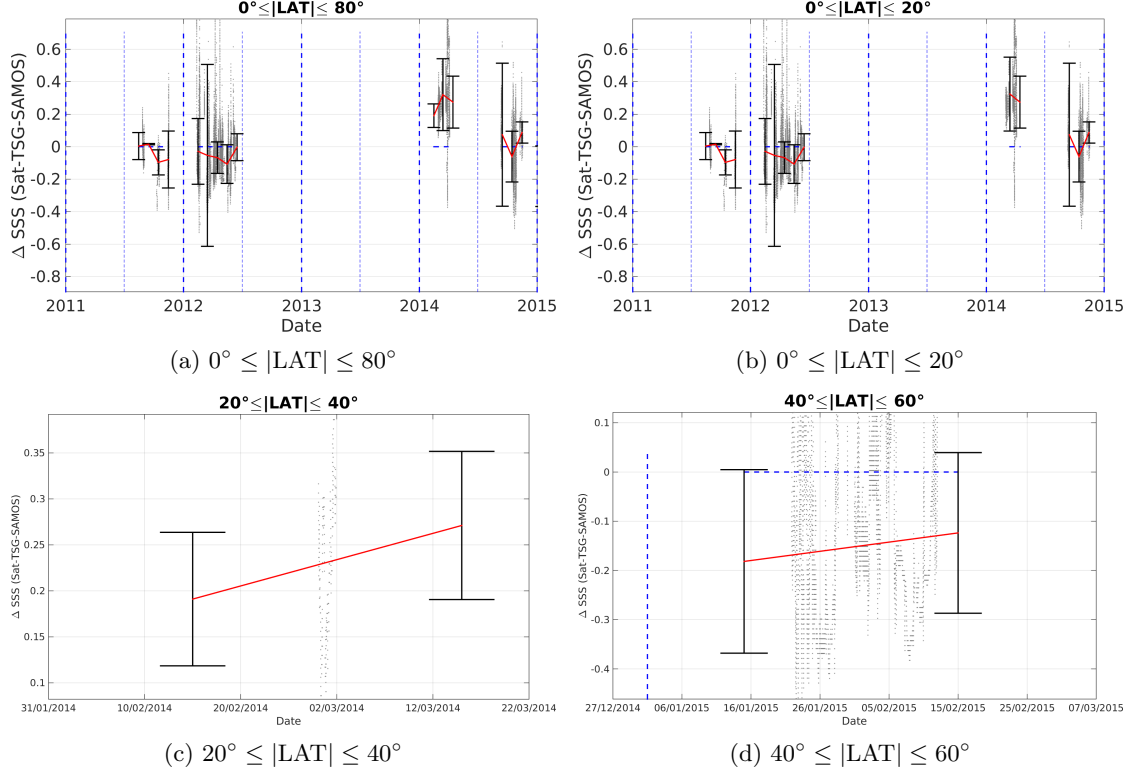 0°≤|LAT|≤ 80°
Δ SSS (Sat-TSG-SAMOS)
0.6
0.4
0.2
0
-0.2
-0.4
-0.6
-0.8
2011 2012 2013 2014 2015
Date
(a) 0° ≤ |LAT| ≤ 80°
0°≤|LAT|≤ 20°
Δ SSS (Sat-TSG-SAMOS)
0.6
0.4
0.2
0
-0.2
-0.4
-0.6
-0.8
2011 2012 2013 2014 2015
Date
(b) 0° ≤ |LAT| ≤ 20°
20°≤|LAT|≤ 40°
Δ SSS (Sat-TSG-SAMOS)
0.35
0.3
0.25
0.2
0.15
0.1
31/01/2014 10/02/2014 20/02/2014 02/03/2014 12/03/2014 22/03/2014
Date
(c) 20° ≤ |LAT| ≤ 40°
40°≤|LAT|≤ 60°
Δ SSS (Sat-TSG-SAMOS)
0.1
0
-0.1
-0.2
-0.3
-0.4
27/12/2014 06/01/2015 16/01/2015 26/01/2015 05/02/2015 15/02/2015 25/02/2015 07/03/2015
Date
(d) 40° ≤ |LAT| ≤ 60°